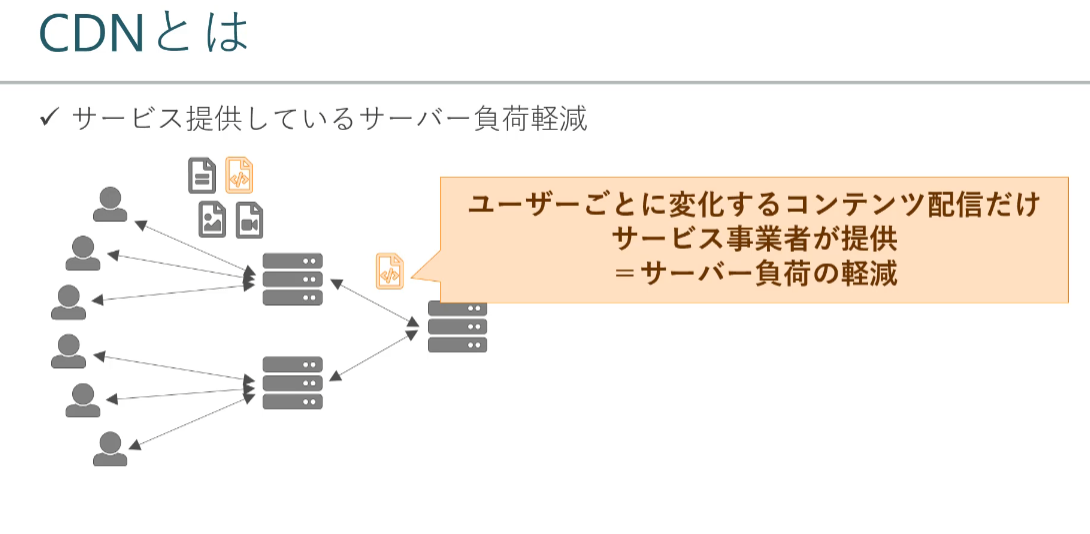 CDNとは
✓ サービス提供しているサーバー負荷軽減
ユーザーごとに変化するコンテンツ配信だけ
サービス事業者が提供
＝サーバー負荷の軽減